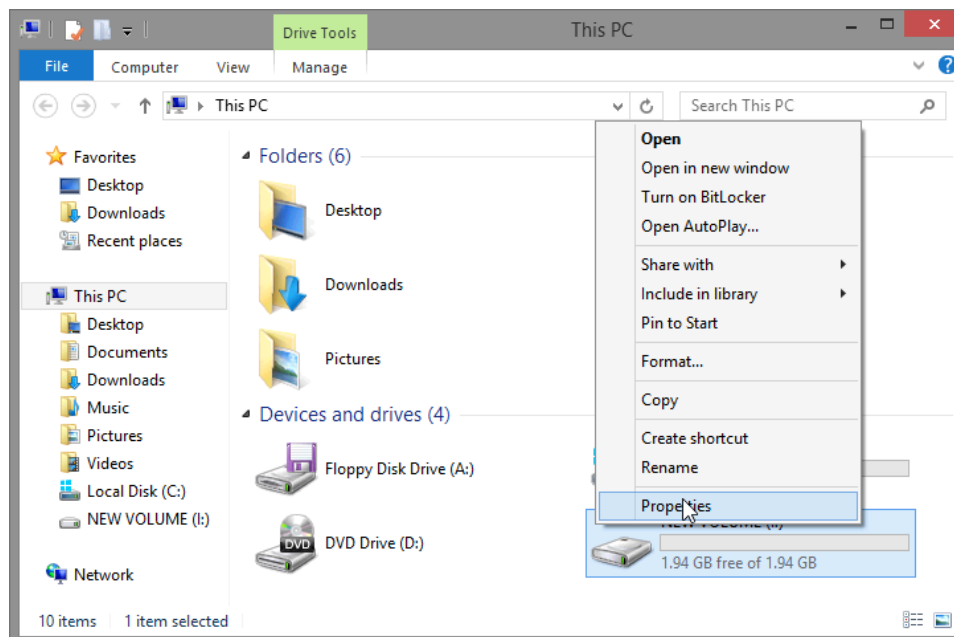 Drive Tools
This PC
File
Computer
View
Manage
This PC
Search This PC
Favorites
Desktop
Downloads
Recent places
This PC
Desktop
Documents
Downloads
Music
Pictures
Videos
Local Disk (C:)
NEW VOLUME (I:)
Network
Folders (6)
Desktop
Downloads
Pictures
Devices and drives (4)
Floppy Disk Drive (A:)
DVD Drive (D:)
DVD
NEW VOLUME (I:)
1.94 GB free of 1.94 GB
Open
Open in new window
Turn on BitLocker
Open AutoPlay...
Share with
Include in library
Pin to Start
Format...
Copy
Create shortcut
Rename
Properties
10 items
1 item selected